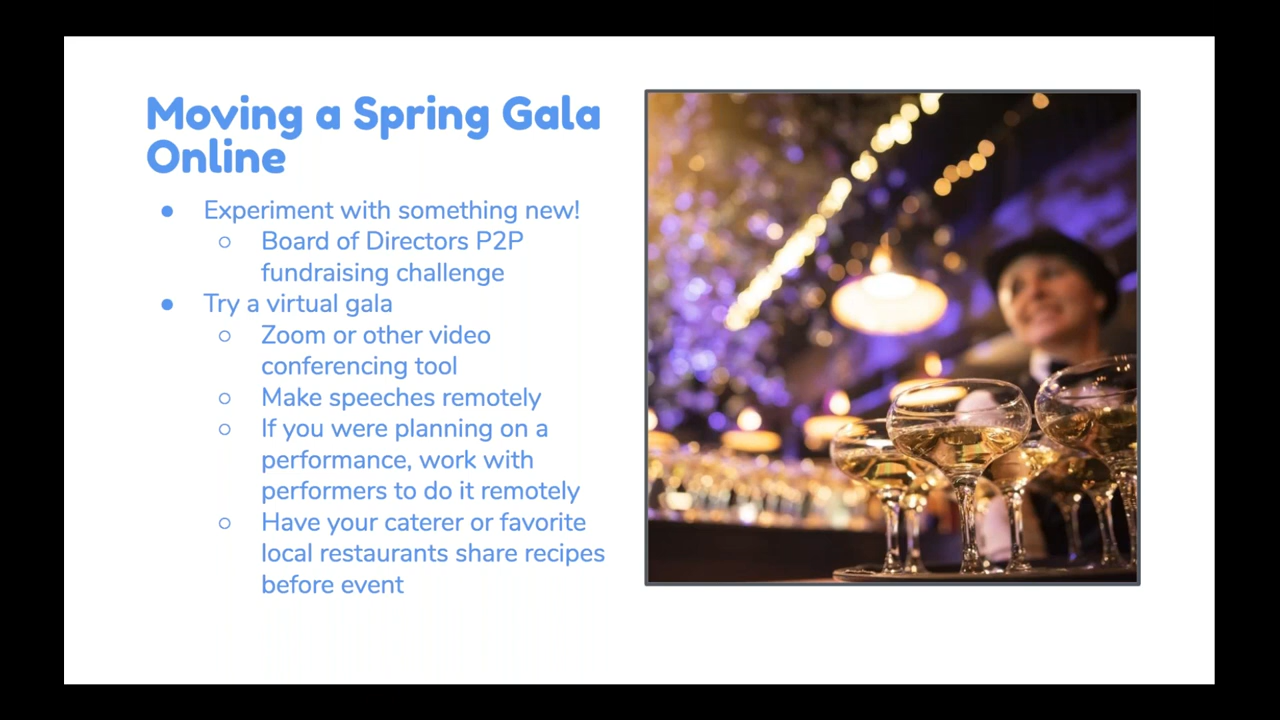 Moving a Spring Gala
Online
● Experiment with something new!
○ Board of Directors P2P
fundraising challenge
● Try a virtual gala
○ Zoom or other video
conferencing tool
○ Make speeches remotely
○ If you were planning on a
performance, work with
performers to do it remotely
○ Have your caterer or favorite
local restaurants share recipes
before event